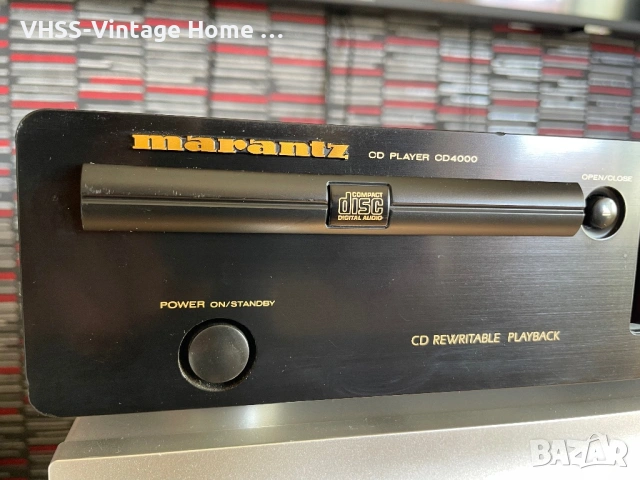 VHSS-Vintage Home ...
marantz
CD PLAYER CD4000
OPEN/CLOSE
COMPACT
disc
DIGITAL AUDIO
POWER ON/STANDBY
CD REWRITABLE PLAYBACK
BAZAR